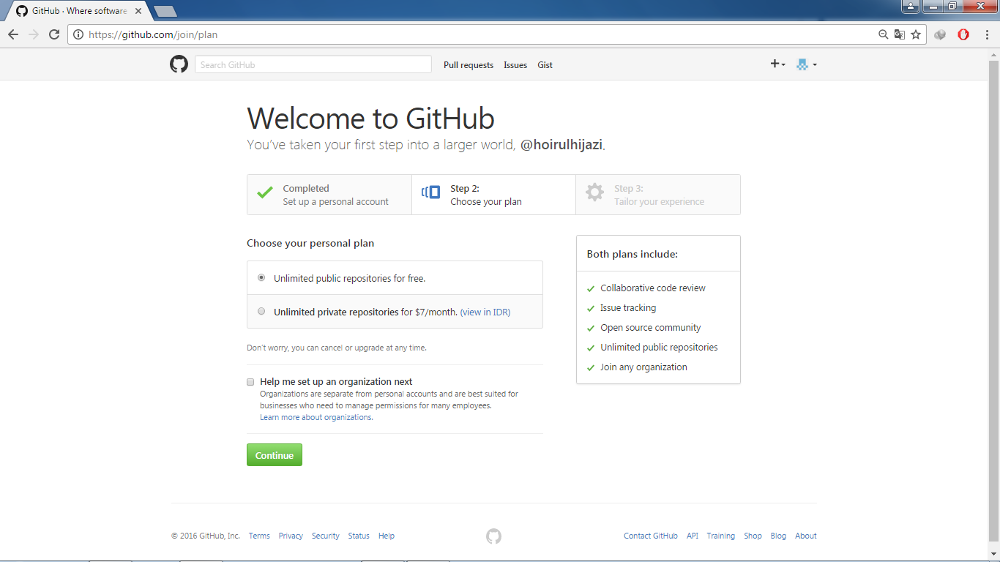 GitHub · Where software
https://github.com/join/plan
Search GitHub
Pull requests Issues Gist
Welcome to GitHub
You've taken your first step into a larger world, @hoirulhijazi.
Completed
Set up a personal account
Step 2:
Choose your plan
Step 3:
Tailor your experience
Choose your personal plan
Unlimited public repositories for free.
Unlimited private repositories for $7/month. (view in IDR)
Don't worry, you can cancel or upgrade at any time.
Help me set up an organization next
Organizations are separate from personal accounts and are best suited for
businesses who need to manage permissions for many employees.
Learn more about organizations.
Continue
Both plans include:
Collaborative code review
Issue tracking
Open source community
Unlimited public repositories
Join any organization
© 2016 GitHub, Inc. Terms Privacy Security Status Help
Contact GitHub API Training Shop Blog About